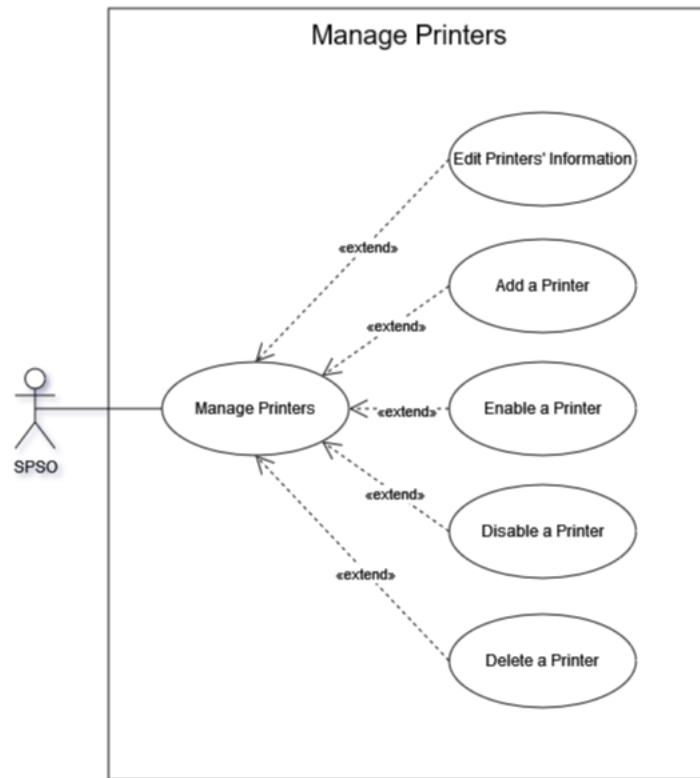 Manage Printers
Edit Printers' Information
«extend»
Add a Printer
«extend»
Manage Printers
«extend»
Enable a Printer
SPSO
«extend»
Disable a Printer
«extend»
Delete a Printer